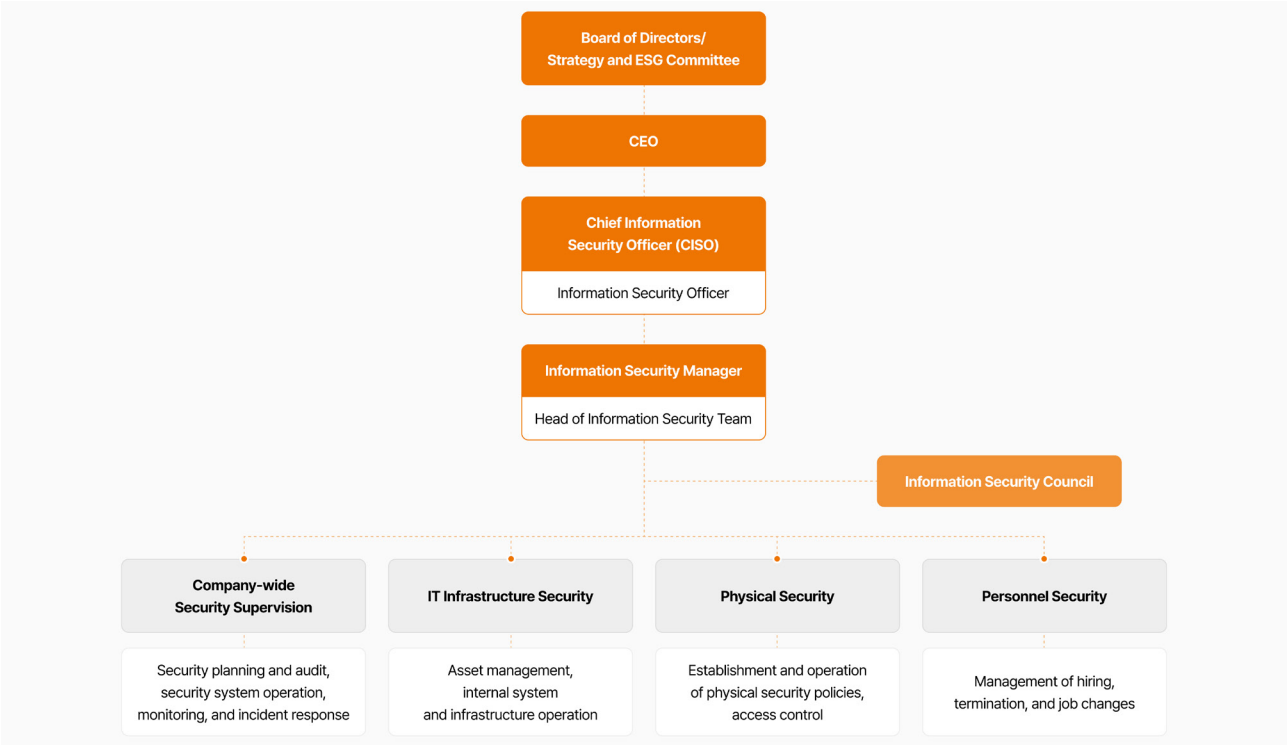 Board of Directors/
Strategy and ESG Committee
CEO
Chief Information
Security Officer (CISO)
Information Security Officer
Information Security Manager
Head of Information Security Team
Information Security Council
Company-wide
Security Supervision
IT Infrastructure Security
Physical Security
Personnel Security
Security planning and audit,
security system operation,
monitoring, and incident response
Asset management,
internal system
and infrastructure operation
Establishment and operation
of physical security policies,
access control
Management of hiring,
termination, and job changes